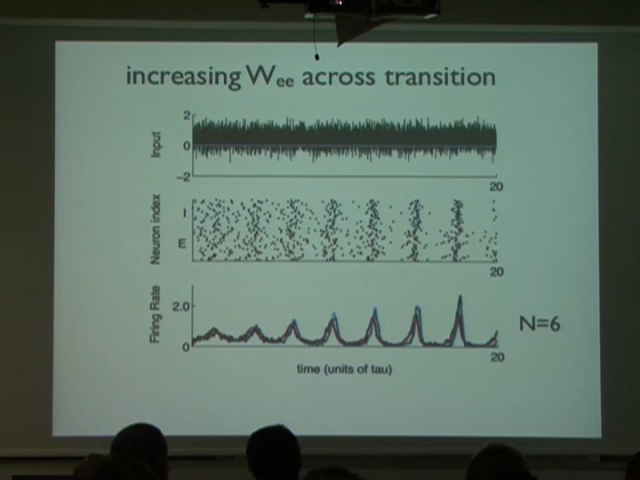 increasing Wee across transition
2
Input
0
-2
20
Neuron Index
I
E
20
2.0
Firing Rate
0
N=6
20
time (units of tau)